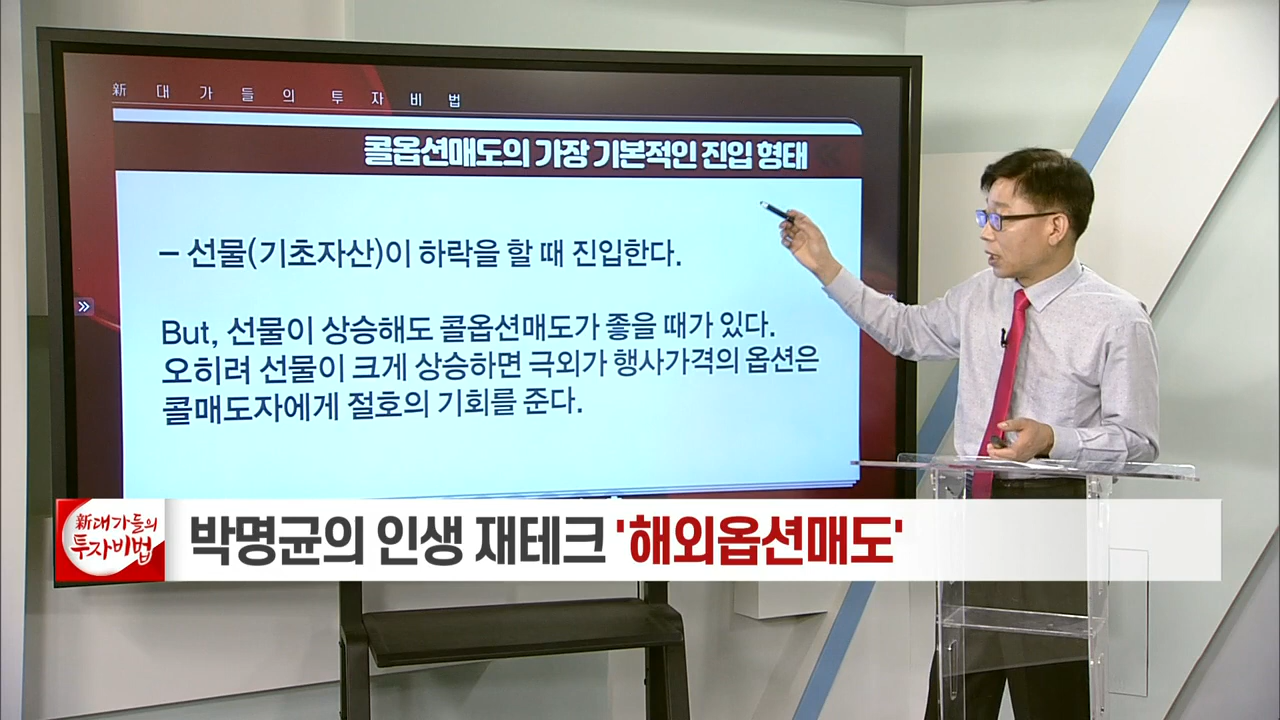 新 대 가 들 의 투 자 비 법
콜옵션매도의 가장 기본적인 진입 형태
– 선물(기초자산)이 하락을 할 때 진입한다.
But, 선물이 상승해도 콜옵션매도가 좋을 때가 있다.
오히려 선물이 크게 상승하면 극외가 행사가격의 옵션은
콜매도자에게 절호의 기회를 준다.
新대가들의
투자비법
박명균의 인생 재테크 '해외옵션매도'